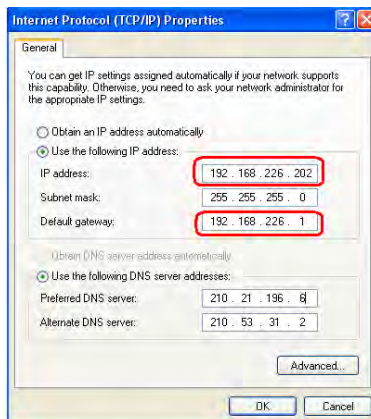 Internet Protocol (TCP/IP) Properties
General
You can get IP settings assigned automatically if your network supports
this capability. Otherwise, you need to ask your network administrator for
the appropriate IP settings.
Obtain an IP address automatically
Use the following IP address:
IP address: 192 . 168 . 226 . 202
Subnet mask: 255 . 255 . 255 . 0
Default gateway: 192 . 168 . 226 . 1
Obtain DNS server address automatically
Use the following DNS server addresses:
Preferred DNS server: 210 . 21 . 196 . 6
Alternate DNS server: 210 . 53 . 31 . 2
Advanced...
OK Cancel